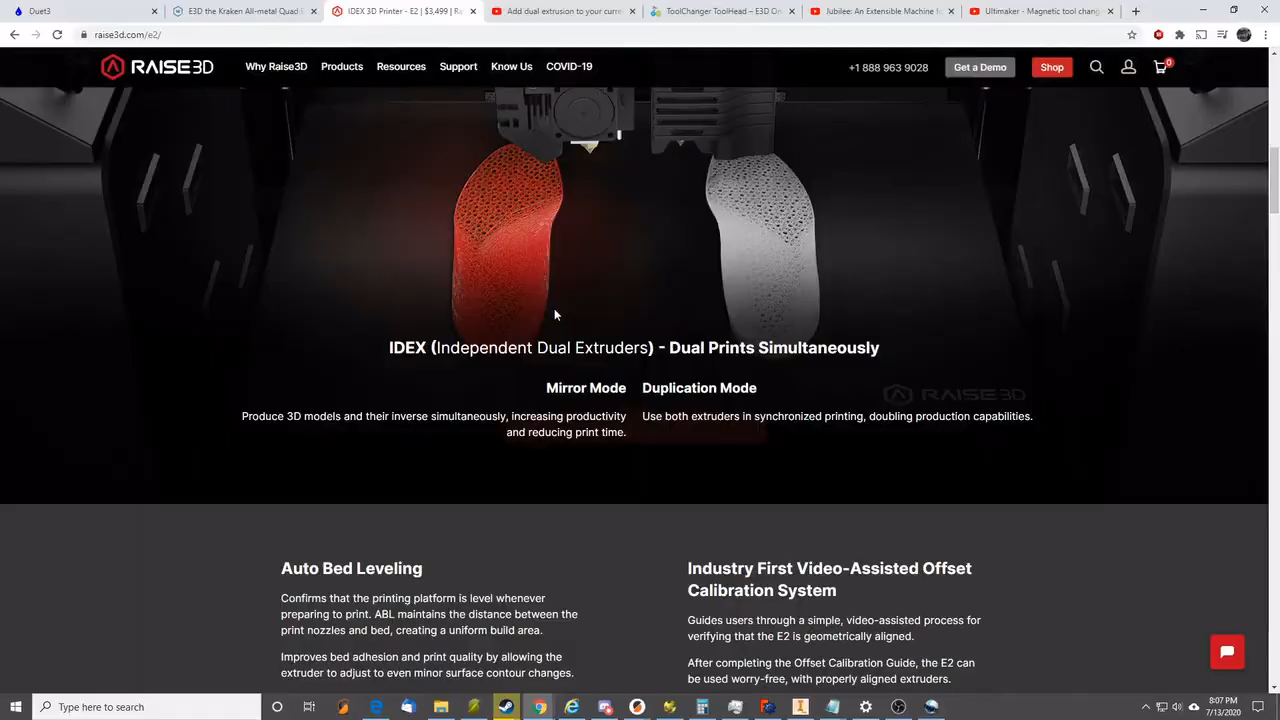 Duet3
E3D the Kraken All-metal Quad E
IDEX 3D Printer - E2 | $3,499 | Ra
Add dual extrusion to your curre
ToolChanger ToolHead – E3D On
Jubilee: An Extensible Machine fo
Ultimaker - Magnetic tool chang
raise3d.com/e2/
RAISE3D
Why Raise3D
Products
Resources
Support
Know Us
COVID-19
+1 888 963 9028
Get a Demo
Shop
0
IDEX (Independent Dual Extruders) - Dual Prints Simultaneously
Mirror Mode
Produce 3D models and their inverse simultaneously, increasing productivity
and reducing print time.
Duplication Mode
Use both extruders in synchronized printing, doubling production capabilities.
RAISE3D
Auto Bed Leveling
Confirms that the printing platform is level whenever
preparing to print. ABL maintains the distance between the
print nozzles and bed, creating a uniform build area.
Improves bed adhesion and print quality by allowing the
extruder to adjust to even minor surface contour changes.
Industry First Video-Assisted Offset
Calibration System
Guides users through a simple, video-assisted process for
verifying that the E2 is geometrically aligned.
After completing the Offset Calibration Guide, the E2 can
be used worry-free, with properly aligned extruders.
Type here to search
8:07 PM
7/13/2020